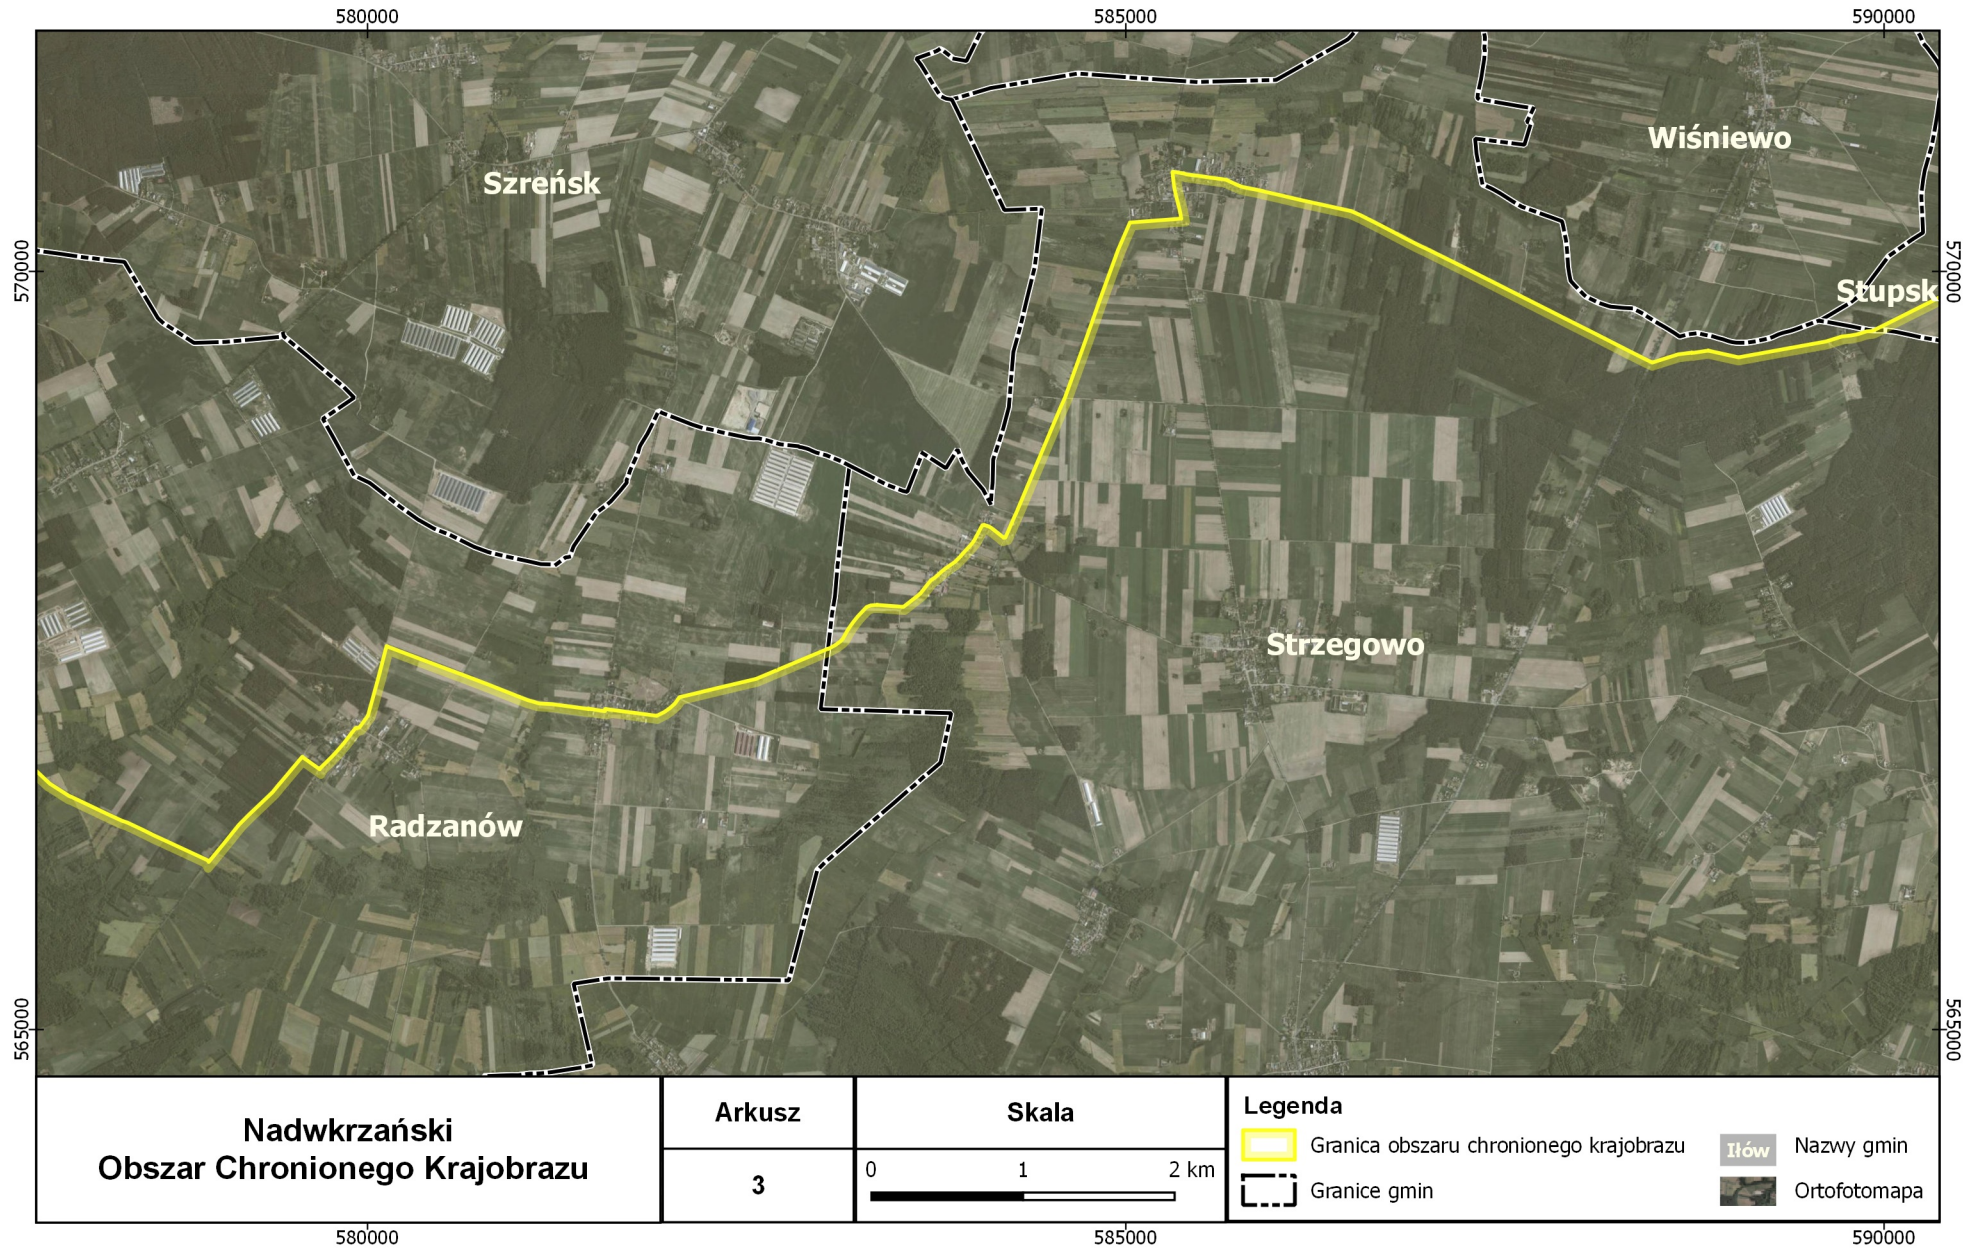 580000 585000 590000
Wiśniewo
Szreńsk
570000 570000
Stupsk
Strzegowo
Radzanów
565000 565000
Nadwkrzański
Obszar Chronionego Krajobrazu
Arkusz
3
Skala
0 1 2 km
Legenda
Granica obszaru chronionego krajobrazu
Granice gmin
Iłów Nazwy gmin
Ortofotomapa
580000 585000 590000